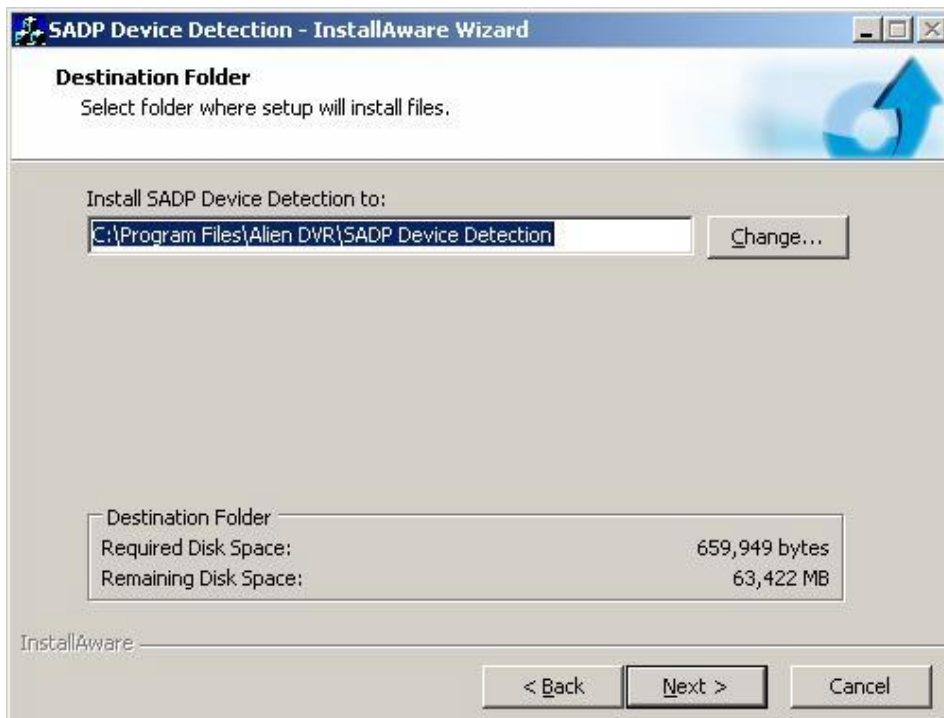 SADP Device Detection - InstallAware Wizard
Destination Folder
Select folder where setup will install files.
Install SADP Device Detection to:
C:\Program Files\Alien DVR\SADP Device Detection
Change...
Destination Folder
Required Disk Space: 659,949 bytes
Remaining Disk Space: 63,422 MB
InstallAware
< Back Next > Cancel